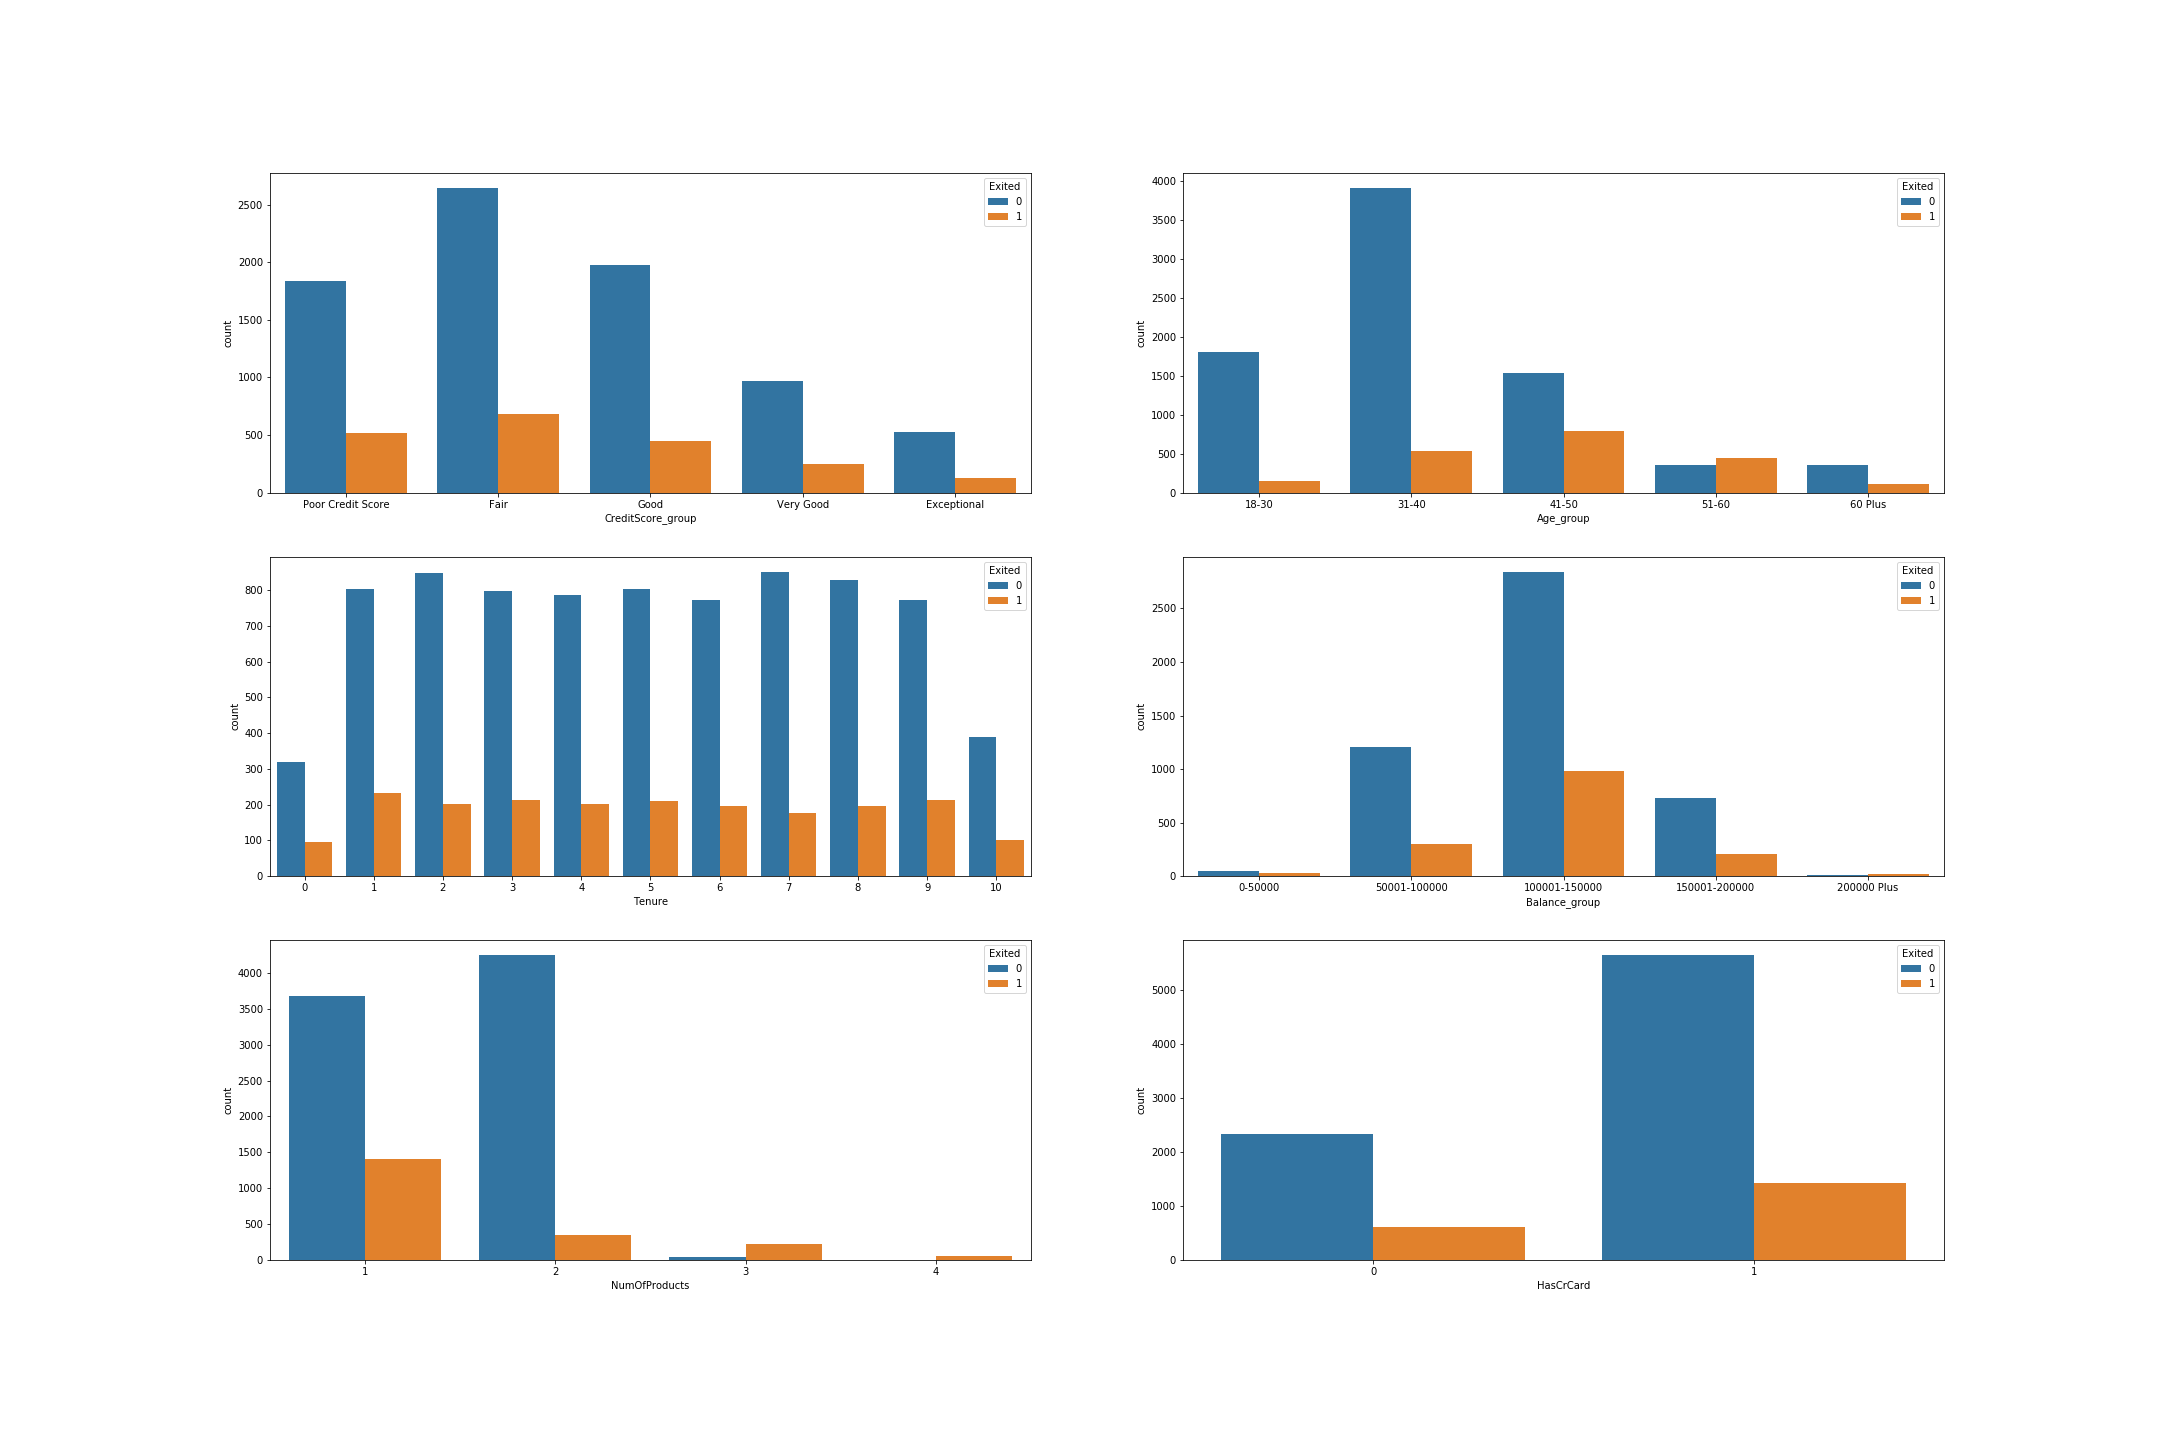 Exited
0
1
2500
2000
1500
1000
500
0
count
Poor Credit Score Fair Good Very Good Exceptional
CreditScore_group
Exited
0
1
4000
3500
3000
2500
2000
1500
1000
500
0
count
18-30 31-40 41-50 51-60 60 Plus
Age_group
Exited
0
1
800
700
600
500
400
300
200
100
0
count
0 1 2 3 4 5 6 7 8 9 10
Tenure
Exited
0
1
2500
2000
1500
1000
500
0
count
0-50000 50001-100000 100001-150000 150001-200000 200000 Plus
Balance_group
Exited
0
1
4000
3500
3000
2500
2000
1500
1000
500
0
count
1 2 3 4
NumOfProducts
Exited
0
1
5000
4000
3000
2000
1000
0
count
0 1
HasCrCard